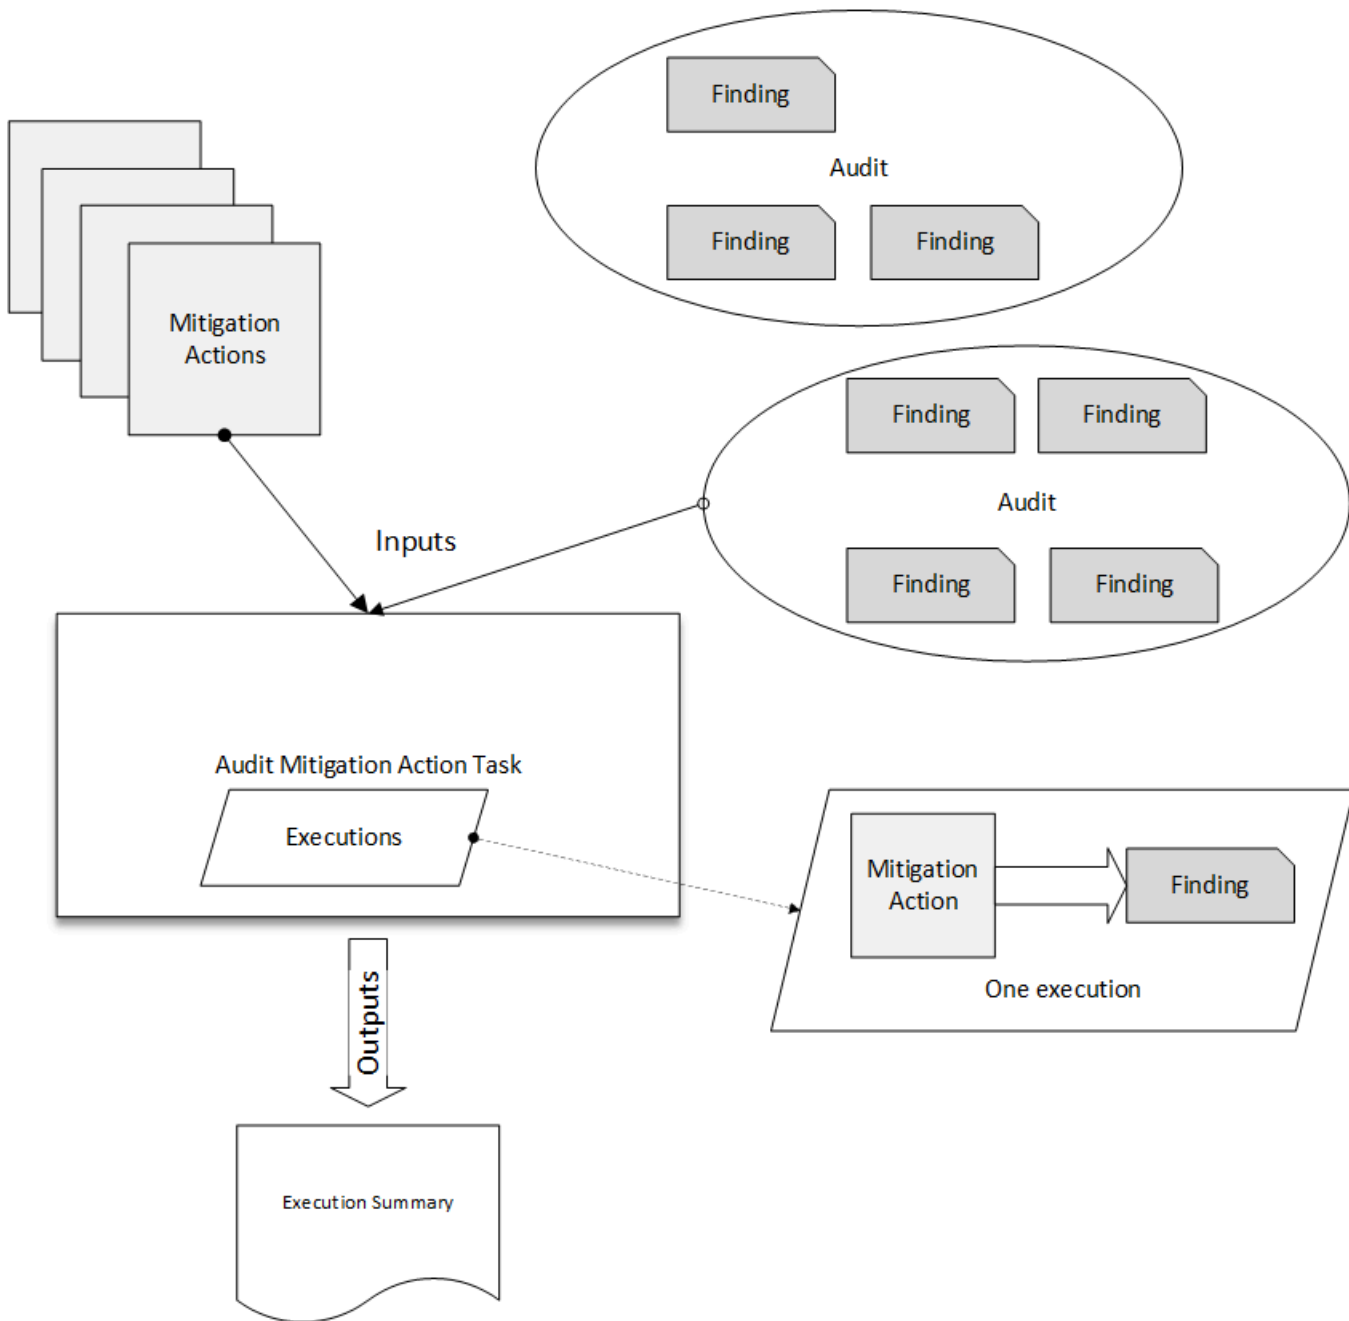 Finding
Audit
Finding
Finding
Mitigation
Actions
Finding
Finding
Audit
Inputs
Finding
Finding
Audit Mitigation Action Task
Executions
Mitigation
Action
Finding
One execution
Outputs
Execution Summary